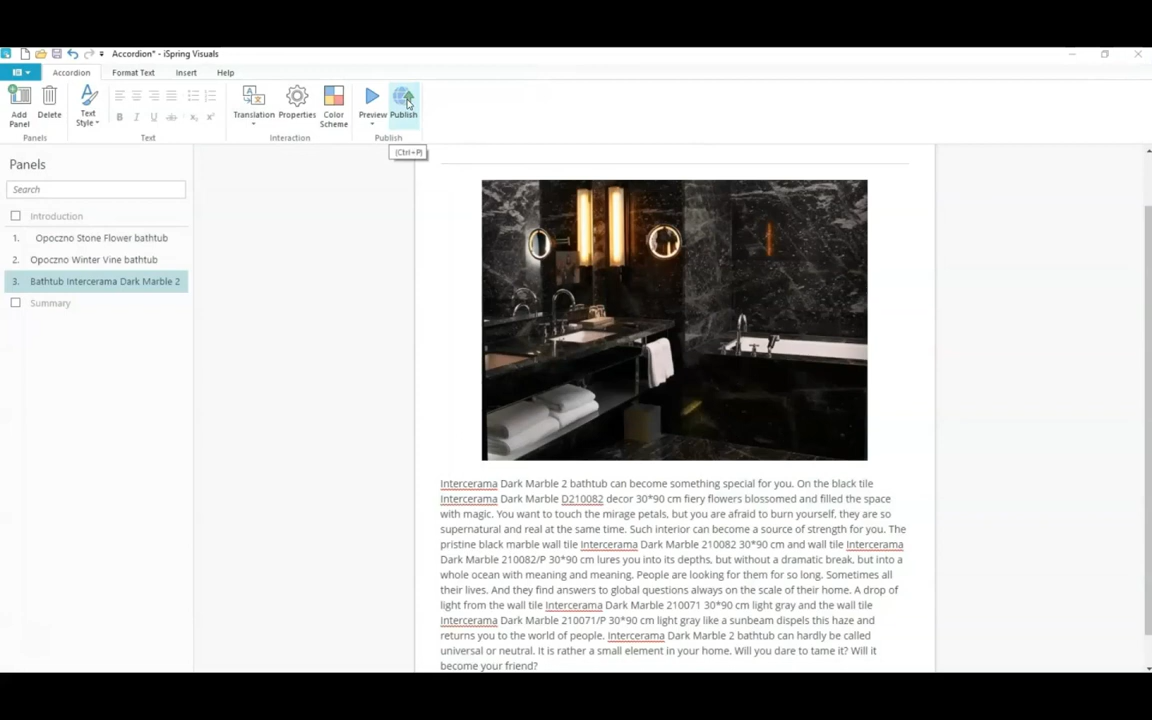 Accordion* - iSpring Visuals
Accordion Format Text Insert Help
Add Panel
Delete
Text Style
B I U abc X₂ X²
Translation
Properties
Color Scheme
Preview
Publish
Panels Text Interaction Publish
(Ctrl+P)
Panels
Search
Introduction
1. Opoczno Stone Flower bathtub
2. Opoczno Winter Vine bathtub
3. Bathtub Intercerama Dark Marble 2
Summary
Intercerama Dark Marble 2 bathtub can become something special for you. On the black tile
Intercerama Dark Marble D210082 decor 30*90 cm fiery flowers blossomed and filled the space
with magic. You want to touch the mirage petals, but you are afraid to burn yourself, they are so
supernatural and real at the same time. Such interior can become a source of strength for you. The
pristine black marble wall tile Intercerama Dark Marble 210082 30*90 cm and wall tile Intercerama
Dark Marble 210082/P 30*90 cm lures you into its depths, but without a dramatic break, but into a
whole ocean with meaning and meaning. People are looking for them for so long. Sometimes all
their lives. And they find answers to global questions always on the scale of their home. A drop of
light from the wall tile Intercerama Dark Marble 210071 30*90 cm light gray and the wall tile
Intercerama Dark Marble 210071/P 30*90 cm light gray like a sunbeam dispels this haze and
returns you to the world of people. Intercerama Dark Marble 2 bathtub can hardly be called
universal or neutral. It is rather a small element in your home. Will you dare to tame it? Will it
become your friend?